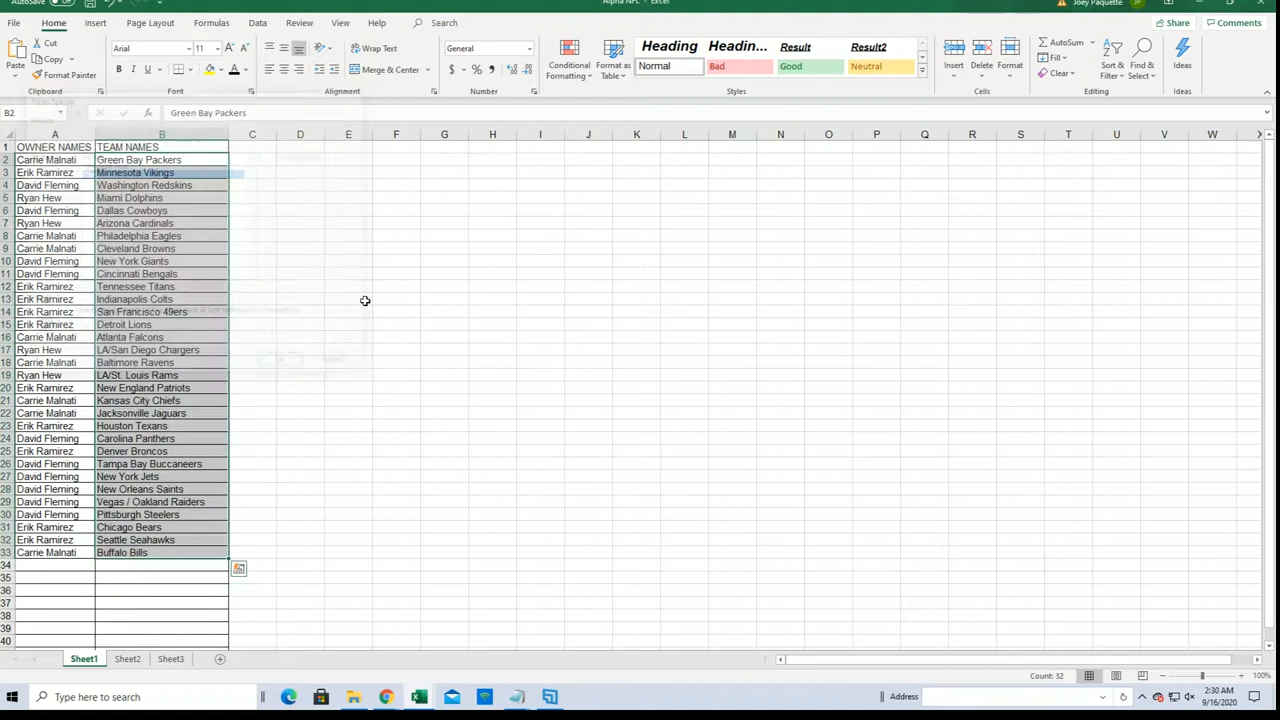 AutoSave Alpha NFL - Excel Joey Paquette JP
File Home Insert Page Layout Formulas Data Review View Help Search Share Comments
Paste Cut Copy Format Painter Clipboard
Arial 11 B I U Font
Wrap Text Merge & Center Alignment
General $ % Number
Conditional Formatting Format as Table
Heading Headin... Result Result2
Normal Bad Good Neutral Styles
Insert Delete Format Cells
AutoSum Fill Clear Sort & Filter Find & Select Editing
Ideas Ideas
B2 Green Bay Packers
A B C D E F G H I J K L M N O P Q R S T U V W X
1 OWNER NAMES TEAM NAMES
2 Carrie Malnati Green Bay Packers
3 Erik Ramirez Minnesota Vikings
4 David Fleming Washington Redskins
5 Ryan Hew Miami Dolphins
6 David Fleming Dallas Cowboys
7 Ryan Hew Arizona Cardinals
8 Carrie Malnati Philadelphia Eagles
9 Carrie Malnati Cleveland Browns
10 David Fleming New York Giants
11 David Fleming Cincinnati Bengals
12 Erik Ramirez Tennessee Titans
13 Erik Ramirez Indianapolis Colts
14 Erik Ramirez San Francisco 49ers
15 Erik Ramirez Detroit Lions
16 Carrie Malnati Atlanta Falcons
17 Ryan Hew LA/San Diego Chargers
18 Carrie Malnati Baltimore Ravens
19 Ryan Hew LA/St. Louis Rams
20 Erik Ramirez New England Patriots
21 Carrie Malnati Kansas City Chiefs
22 Carrie Malnati Jacksonville Jaguars
23 Erik Ramirez Houston Texans
24 David Fleming Carolina Panthers
25 Erik Ramirez Denver Broncos
26 David Fleming Tampa Bay Buccaneers
27 David Fleming New York Jets
28 David Fleming New Orleans Saints
29 David Fleming Vegas / Oakland Raiders
30 David Fleming Pittsburgh Steelers
31 Erik Ramirez Chicago Bears
32 Erik Ramirez Seattle Seahawks
33 Carrie Malnati Buffalo Bills
34
35
36
37
38
39
40
Sheet1 Sheet2 Sheet3
Count: 32 100%
Type here to search Address 2:30 AM
9/16/2020